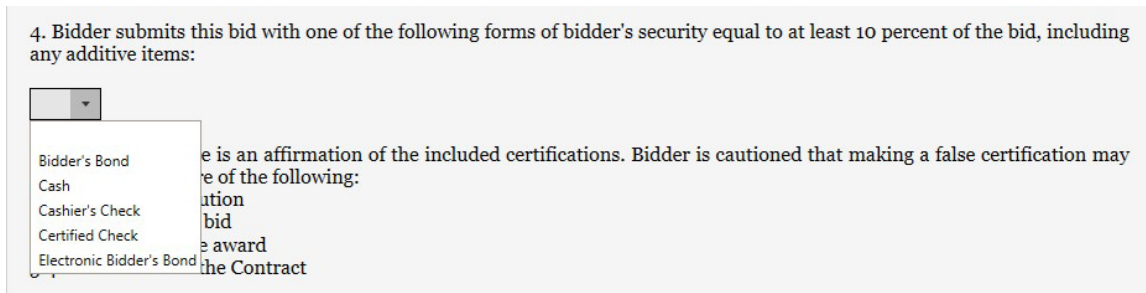 4. Bidder submits this bid with one of the following forms of bidder's security equal to at least 10 percent of the bid, including
any additive items:
Bidder's Bond
Cash
Cashier's Check
Certified Check
Electronic Bidder's Bond
e is an affirmation of the included certifications. Bidder is cautioned that making a false certification may
e of the following:
ution
bid
e award
the Contract